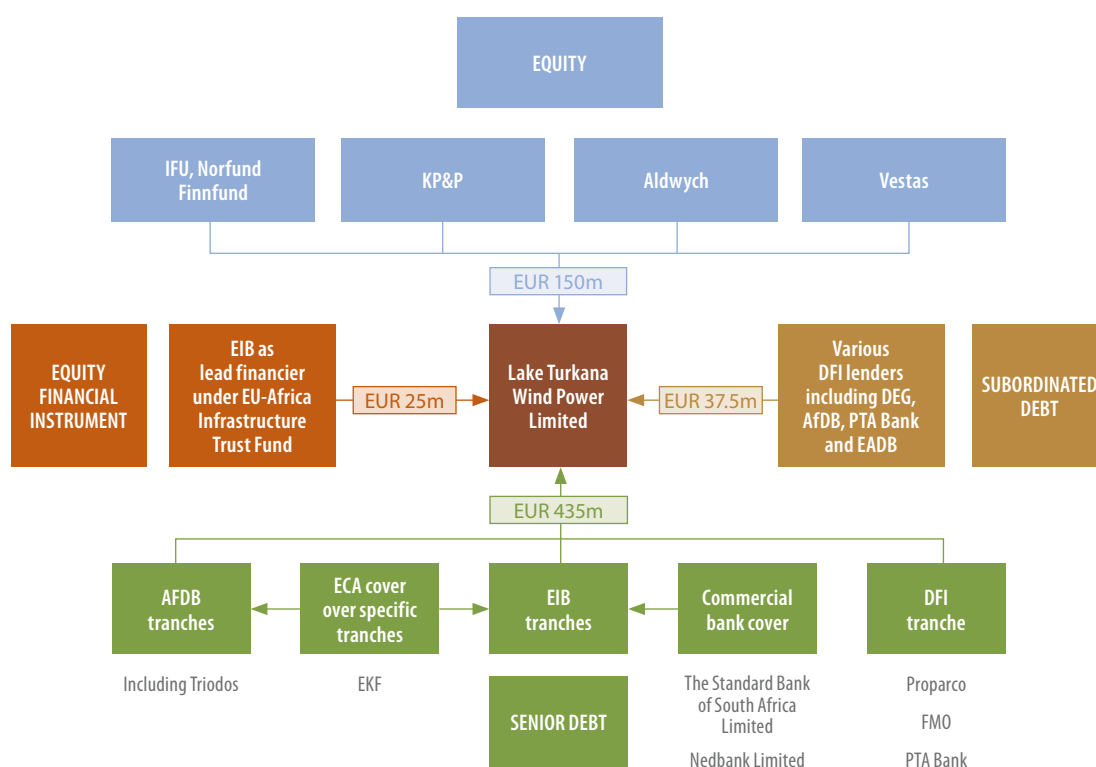 EQUITY
IFU, Norfund
Finnfund
KP&P
Aldwych
Vestas
EUR 150m
EQUITY
FINANCIAL
INSTRUMENT
EIB as
lead financier
under EU-Africa
Infrastructure
Trust Fund
EUR 25m
Lake Turkana
Wind Power
Limited
EUR 37.5m
Various
DFI lenders
including DEG,
AfDB, PTA Bank
and EADB
SUBORDINATED
DEBT
EUR 435m
AFDB
tranches
ECA cover
over specific
tranches
EIB
tranches
Commercial
bank cover
DFI
tranche
Including Triodos
EKF
SENIOR DEBT
The Standard Bank
of South Africa
Limited
Nedbank Limited
Proparco
FMO
PTA Bank